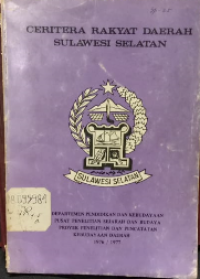 CERITERA RAKYAT DAERAH
SULAWESI SELATAN
SULAWESI SELATAN
DEPARTEMEN PENDIDIKAN DAN KEBUDAYAAN
PUSAT PENELITIAN SEJARAH DAN BUDAYA
PROYEK PENELITIAN DAN PENCATATAN
KEBUDAYAAN DAERAH
1976 / 1977